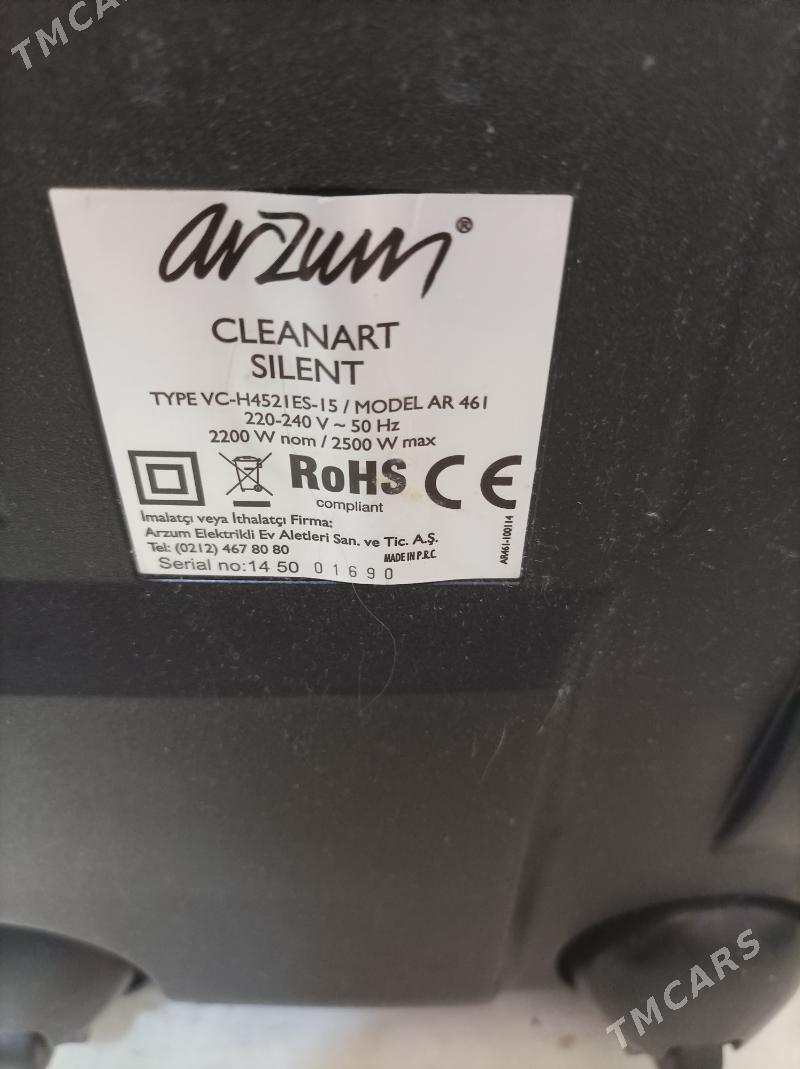 TMCARS
arzum®
CLEANART
SILENT
TYPE VC-H4521ES-15 / MODEL AR 461
220-240 V ~ 50 Hz
2200 W nom / 2500 W max
RoHS
compliant
CE
İmalatçı veya İthalatçı Firma:
Arzum Elektrikli Ev Aletleri San. ve Tic. A.Ş.
Tel: (0212) 467 80 80
MADE IN P.R.C.
Serial no:14 50 01690
AR461-100114
TMCARS